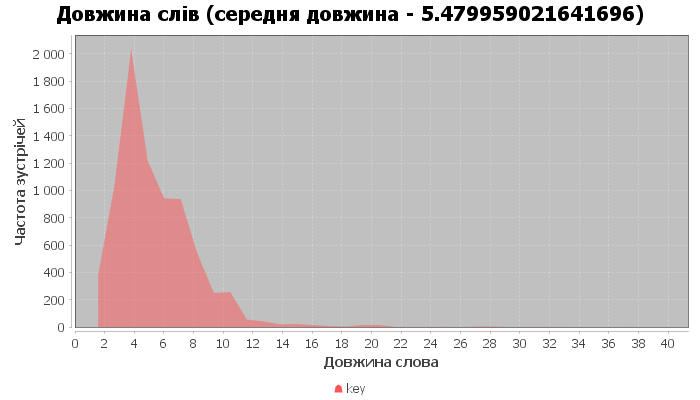 Довжина слів (середня довжина - 5.479959021641696)
Частота зустрічей
2 000
1 800
1 600
1 400
1 200
1 000
800
600
400
200
0
0 2 4 6 8 10 12 14 16 18 20 22 24 26 28 30 32 34 36 38 40
Довжина слова
key